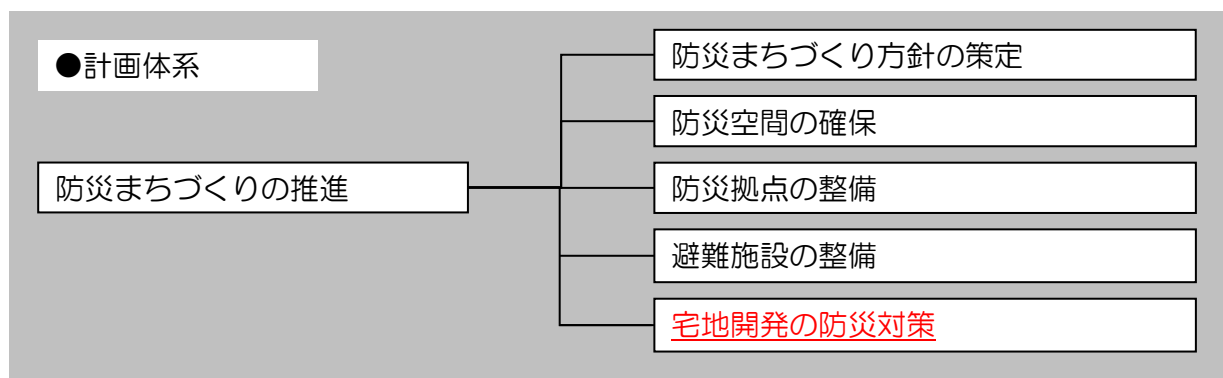 ●計画体系
防災まちづくりの推進
防災まちづくり方針の策定
防災空間の確保
防災拠点の整備
避難施設の整備
宅地開発の防災対策